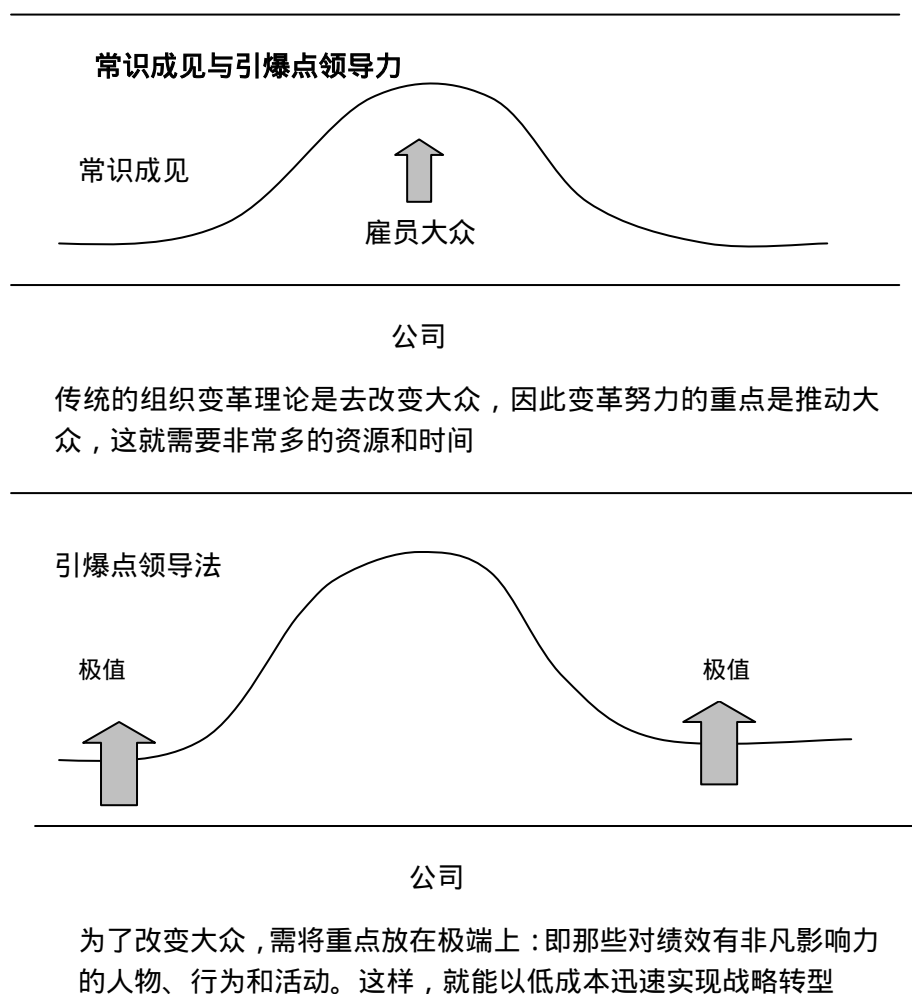 常识成见与引爆点领导力
常识成见
雇员大众
公司
传统的组织变革理论是去改变大众，因此变革努力的重点是推动大
众，这就需要非常多的资源和时间
引爆点领导法
极值
极值
公司
为了改变大众，需将重点放在极端上：即那些对绩效有非凡影响力
的人物、行为和活动。这样，就能以低成本迅速实现战略转型